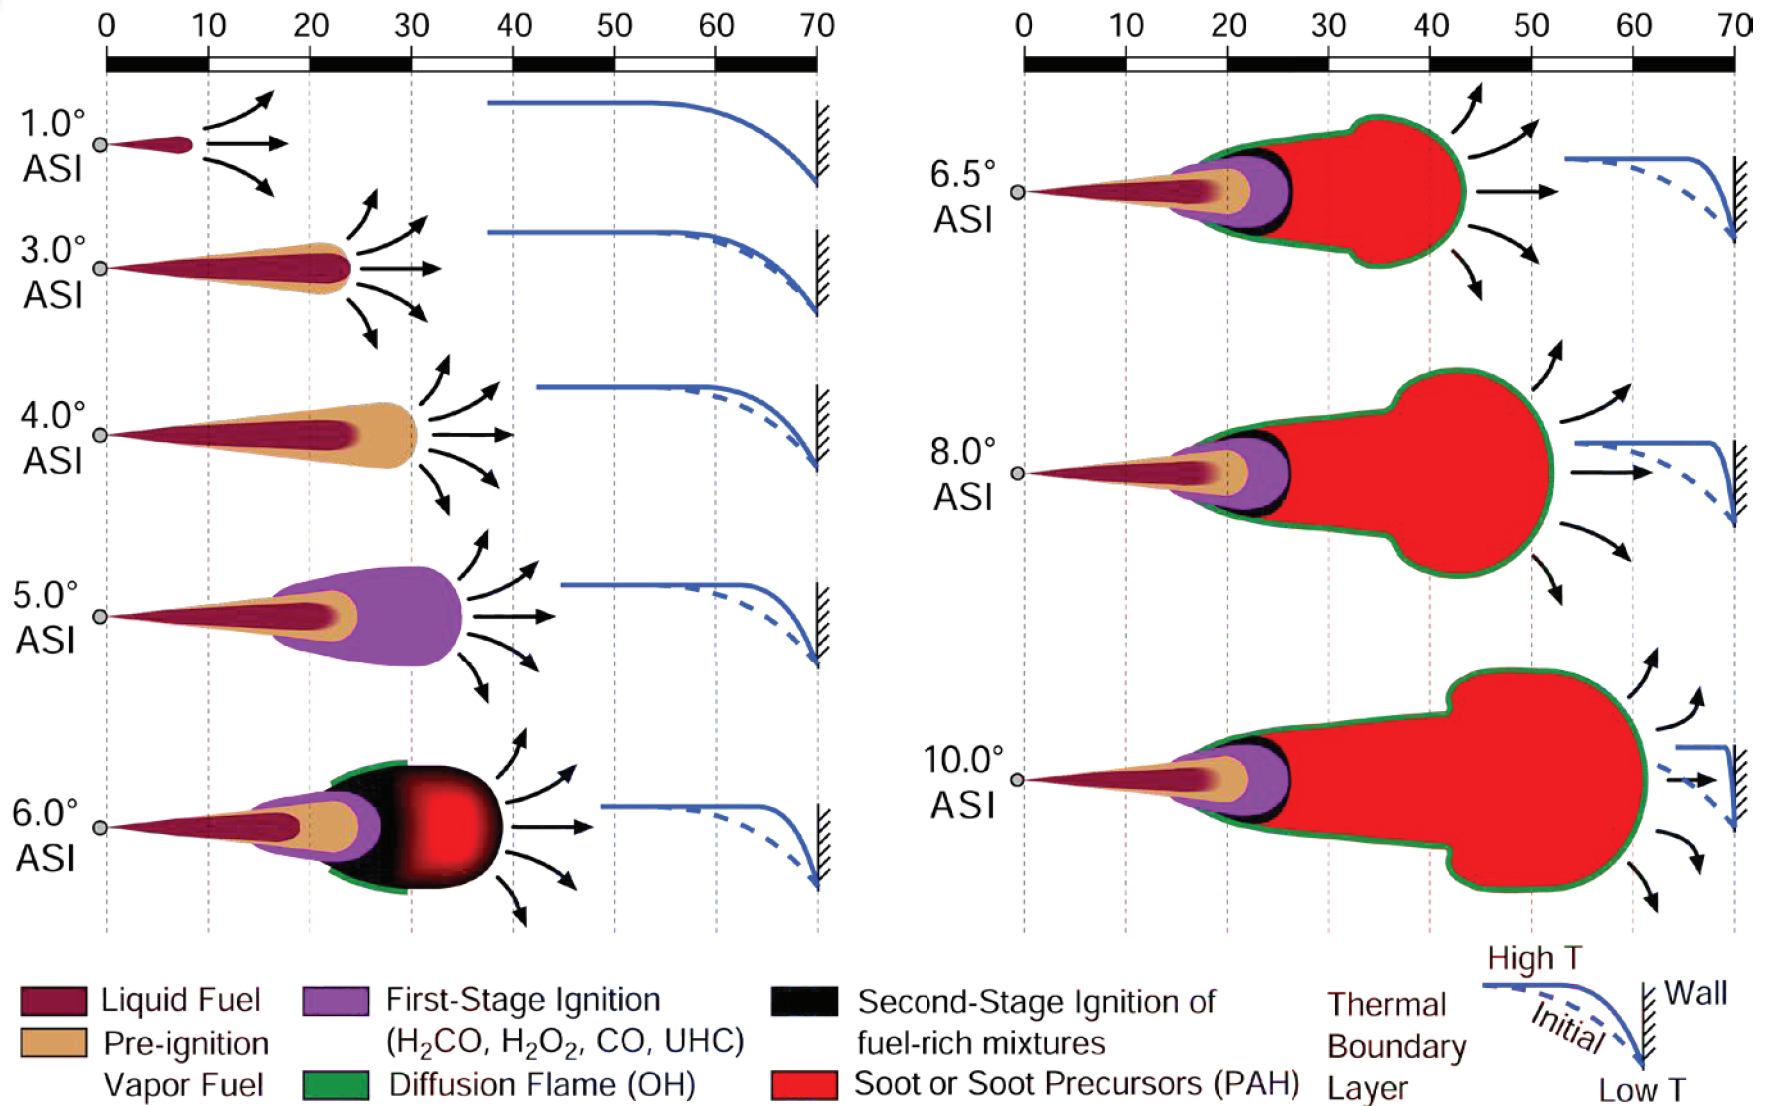 0 10 20 30 40 50 60 70
1.0°
ASI
3.0°
ASI
4.0°
ASI
5.0°
ASI
6.0°
ASI
0 10 20 30 40 50 60 70
6.5°
ASI
8.0°
ASI
10.0°
ASI
Liquid Fuel
Pre-ignition
Vapor Fuel
First-Stage Ignition
(H₂CO, H₂O₂, CO, UHC)
Diffusion Flame (OH)
Second-Stage Ignition of
fuel-rich mixtures
Soot or Soot Precursors (PAH)
Thermal
Boundary
Layer
High T
Wall
Initial
Low T